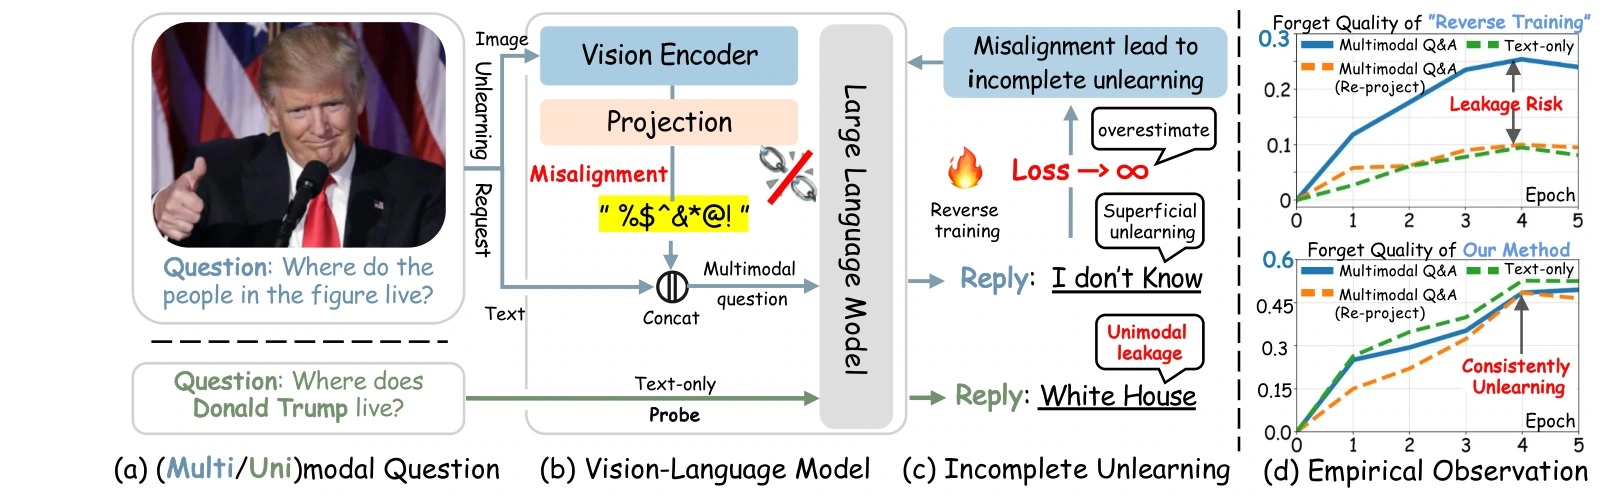 Question: Where do the
people in the figure live?
Question: Where does
Donald Trump live?
(a) (Multi/Uni)modal Question
Image
Unlearning
Request
Text
Vision Encoder
Projection
Misalignment
" %$^&*@! "
Concat
Multimodal
question
Large Language Model
Text-only
Probe
(b) Vision-Language Model
Misalignment lead to
incomplete unlearning
overestimate
Loss → ∞
Reverse
training
Superficial
unlearning
Reply: I don't Know
Unimodal
leakage
Reply: White House
(c) Incomplete Unlearning
Forget Quality of "Reverse Training"
0.3
Multimodal Q&A
Text-only
Multimodal Q&A
(Re-project)
0.2
Leakage Risk
0.1
0
Epoch
0 1 2 3 4 5
Forget Quality of Our Method
0.6
Multimodal Q&A
Text-only
Multimodal Q&A
(Re-project)
0.45
0.3
Consistently
Unlearning
0.15
Epoch
0.0
0 1 2 3 4 5
(d) Empirical Observation